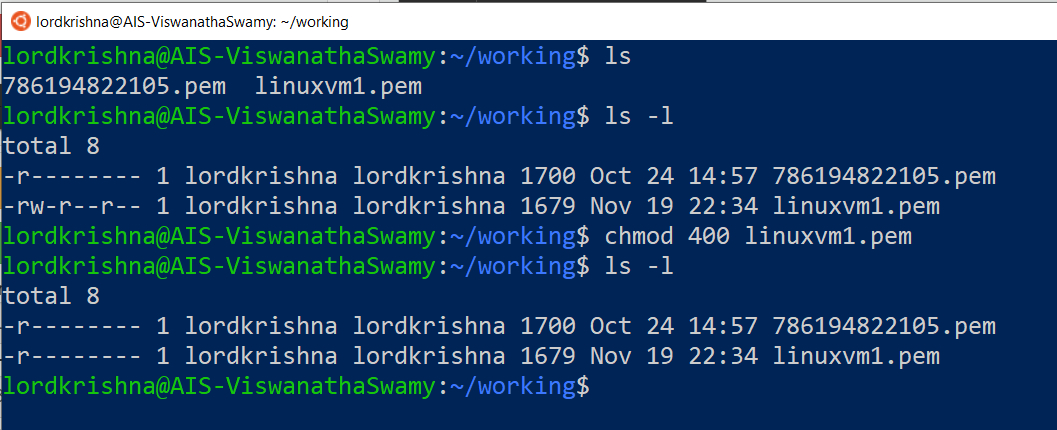 lordkrishna@AIS-ViswanathaSwamy: ~/working
lordkrishna@AIS-ViswanathaSwamy:~/working$ ls
786194822105.pem  linuxvm1.pem
lordkrishna@AIS-ViswanathaSwamy:~/working$ ls -l
total 8
-r-------- 1 lordkrishna lordkrishna 1700 Oct 24 14:57 786194822105.pem
-rw-r--r-- 1 lordkrishna lordkrishna 1679 Nov 19 22:34 linuxvm1.pem
lordkrishna@AIS-ViswanathaSwamy:~/working$ chmod 400 linuxvm1.pem
lordkrishna@AIS-ViswanathaSwamy:~/working$ ls -l
total 8
-r-------- 1 lordkrishna lordkrishna 1700 Oct 24 14:57 786194822105.pem
-r-------- 1 lordkrishna lordkrishna 1679 Nov 19 22:34 linuxvm1.pem
lordkrishna@AIS-ViswanathaSwamy:~/working$